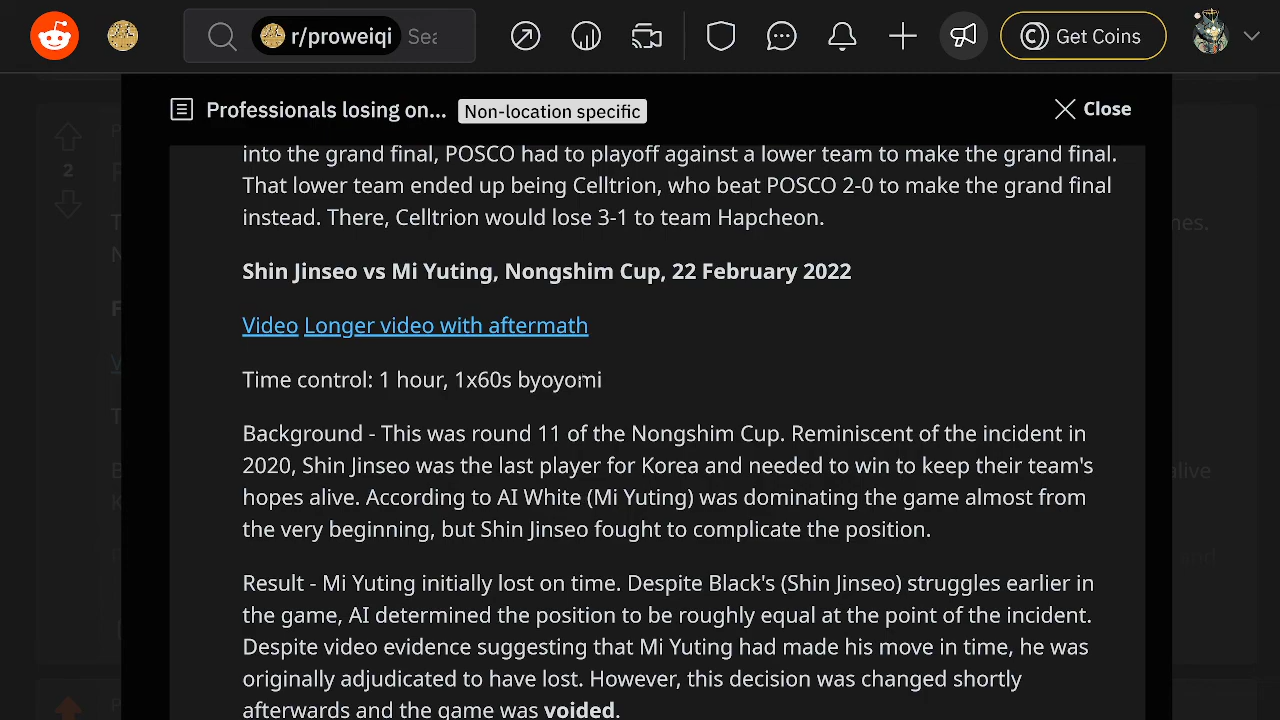 r/proweiqi Sea
Get Coins
Professionals losing on... Non-location specific Close
2
into the grand final, POSCO had to playoff against a lower team to make the grand final.
That lower team ended up being Celltrion, who beat POSCO 2-0 to make the grand final
instead. There, Celltrion would lose 3-1 to team Hapcheon.
Shin Jinseo vs Mi Yuting, Nongshim Cup, 22 February 2022
Video Longer video with aftermath
Time control: 1 hour, 1x60s byoyomi
Background - This was round 11 of the Nongshim Cup. Reminiscent of the incident in
2020, Shin Jinseo was the last player for Korea and needed to win to keep their team's
hopes alive. According to AI White (Mi Yuting) was dominating the game almost from
the very beginning, but Shin Jinseo fought to complicate the position.
Result - Mi Yuting initially lost on time. Despite Black's (Shin Jinseo) struggles earlier in
the game, AI determined the position to be roughly equal at the point of the incident.
Despite video evidence suggesting that Mi Yuting had made his move in time, he was
originally adjudicated to have lost. However, this decision was changed shortly
afterwards and the game was voided.